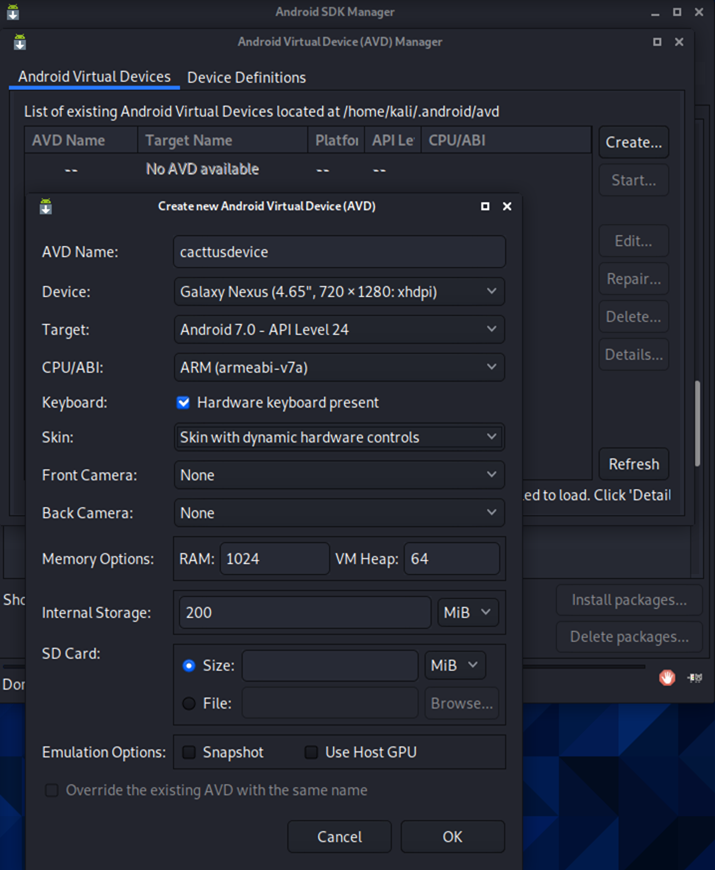 Android SDK Manager
Android Virtual Device (AVD) Manager
Android Virtual Devices Device Definitions
List of existing Android Virtual Devices located at /home/kali/.android/avd
AVD Name Target Name Platfor API Le CPU/ABI
-- No AVD available -- --
Create...
Start...
Edit...
Repair...
Delete...
Details...
Refresh
ed to load. Click 'Detail
Create new Android Virtual Device (AVD)
AVD Name: cacttusdevice
Device: Galaxy Nexus (4.65", 720 × 1280: xhdpi)
Target: Android 7.0 - API Level 24
CPU/ABI: ARM (armeabi-v7a)
Keyboard: Hardware keyboard present
Skin: Skin with dynamic hardware controls
Front Camera: None
Back Camera: None
Memory Options: RAM: 1024 VM Heap: 64
Internal Storage: 200 MiB
SD Card: Size: MiB
File: Browse...
Emulation Options: Snapshot Use Host GPU
Override the existing AVD with the same name
Cancel OK
Sho
Install packages...
Delete packages...
Don